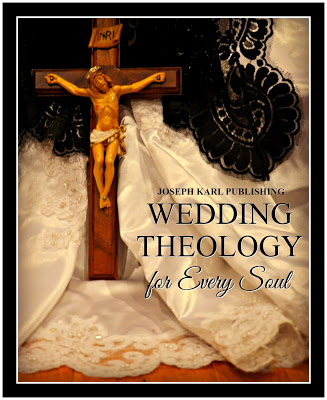 INRI
JOSEPH KARL PUBLISHING
WEDDING
THEOLOGY
for Every Soul